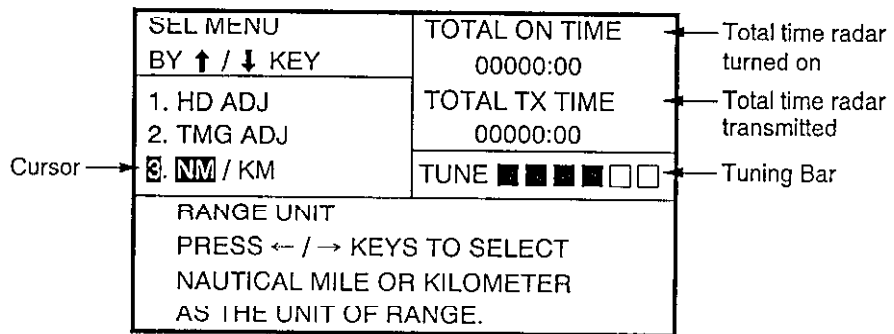 SEL MENU
BY ↑ / ↓ KEY
1. HD ADJ
2. TMG ADJ
3. NM / KM
TOTAL ON TIME
00000:00
TOTAL TX TIME
00000:00
TUNE ■■■■□□
RANGE UNIT
PRESS ← / → KEYS TO SELECT
NAUTICAL MILE OR KILOMETER
AS THE UNIT OF RANGE.
Cursor
Total time radar
turned on
Total time radar
transmitted
Tuning Bar